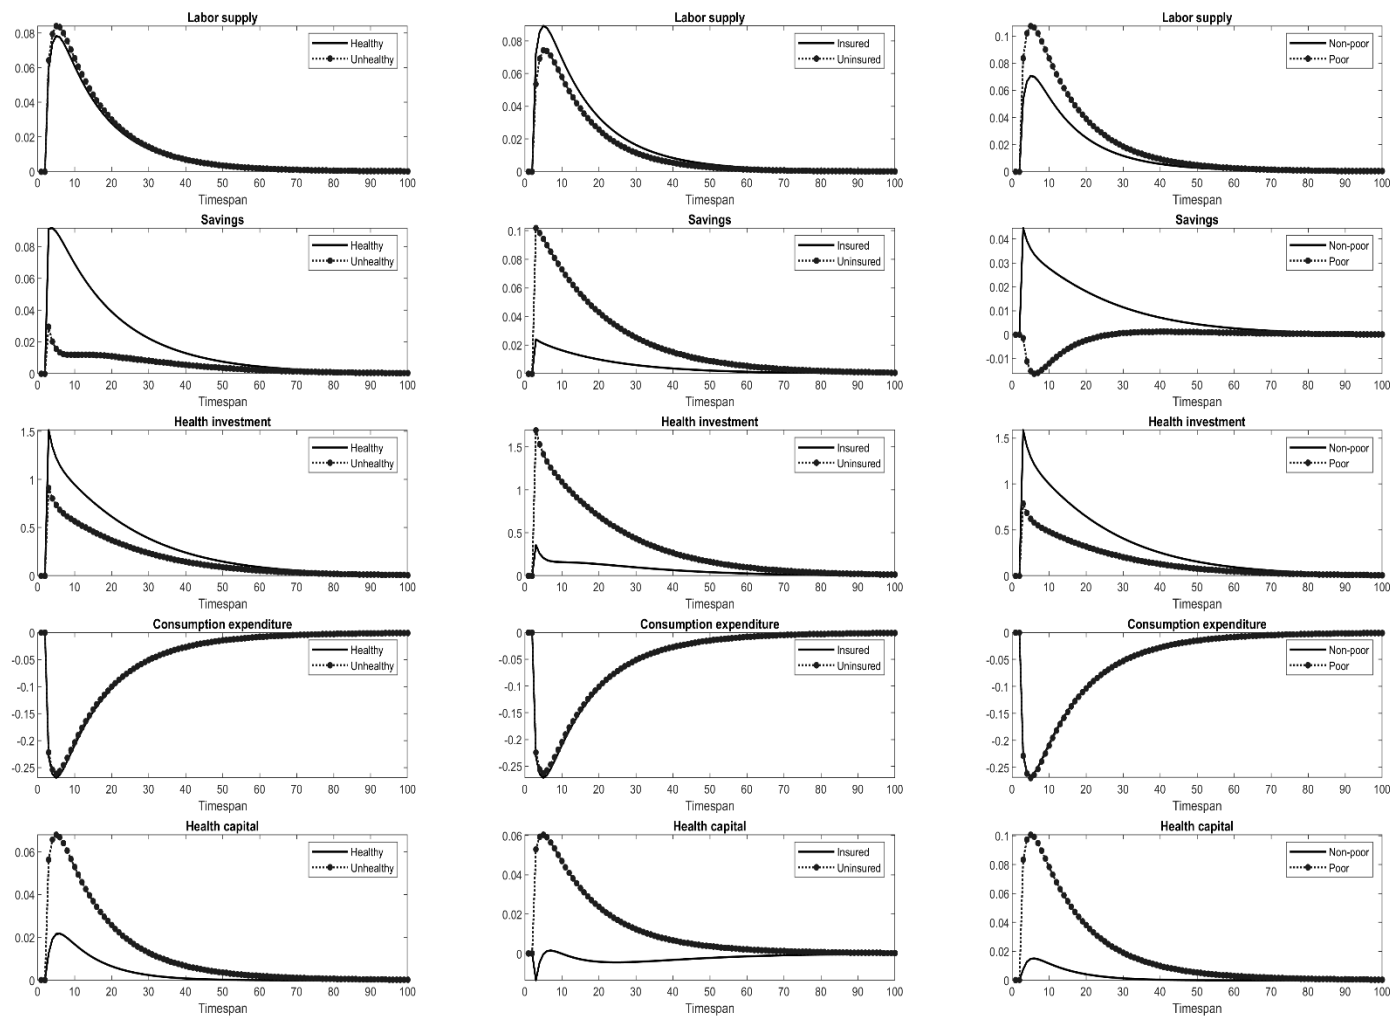 Labor supply
Healthy
Unhealthy
0.08
0.06
0.04
0.02
0
0 10 20 30 40 50 60 70 80 90 100
Timespan
Labor supply
Insured
Uninsured
0.08
0.06
0.04
0.02
0
0 10 20 30 40 50 60 70 80 90 100
Timespan
Labor supply
Non-poor
Poor
0.1
0.08
0.06
0.04
0.02
0
0 10 20 30 40 50 60 70 80 90 100
Timespan
Savings
Healthy
Unhealthy
0.08
0.06
0.04
0.02
0
0 10 20 30 40 50 60 70 80 90 100
Timespan
Savings
Insured
Uninsured
0.1
0.08
0.06
0.04
0.02
0
0 10 20 30 40 50 60 70 80 90 100
Timespan
Savings
Non-poor
Poor
0.04
0.03
0.02
0.01
0
-0.01
0 10 20 30 40 50 60 70 80 90 100
Timespan
Health investment
Healthy
Unhealthy
1.5
1
0.5
0
0 10 20 30 40 50 60 70 80 90 100
Timespan
Health investment
Insured
Uninsured
1.5
1
0.5
0
0 10 20 30 40 50 60 70 80 90 100
Timespan
Health investment
Non-poor
Poor
1.5
1
0.5
0
0 10 20 30 40 50 60 70 80 90 100
Timespan
Consumption expenditure
Healthy
Unhealthy
0
-0.05
-0.1
-0.15
-0.2
-0.25
0 10 20 30 40 50 60 70 80 90 100
Timespan
Consumption expenditure
Insured
Uninsured
0
-0.05
-0.1
-0.15
-0.2
-0.25
0 10 20 30 40 50 60 70 80 90 100
Timespan
Consumption expenditure
Non-poor
Poor
0
-0.05
-0.1
-0.15
-0.2
-0.25
0 10 20 30 40 50 60 70 80 90 100
Timespan
Health capital
Healthy
Unhealthy
0.06
0.04
0.02
0
0 10 20 30 40 50 60 70 80 90 100
Timespan
Health capital
Insured
Uninsured
0.06
0.04
0.02
0
0 10 20 30 40 50 60 70 80 90 100
Timespan
Health capital
Non-poor
Poor
0.1
0.08
0.06
0.04
0.02
0
0 10 20 30 40 50 60 70 80 90 100
Timespan